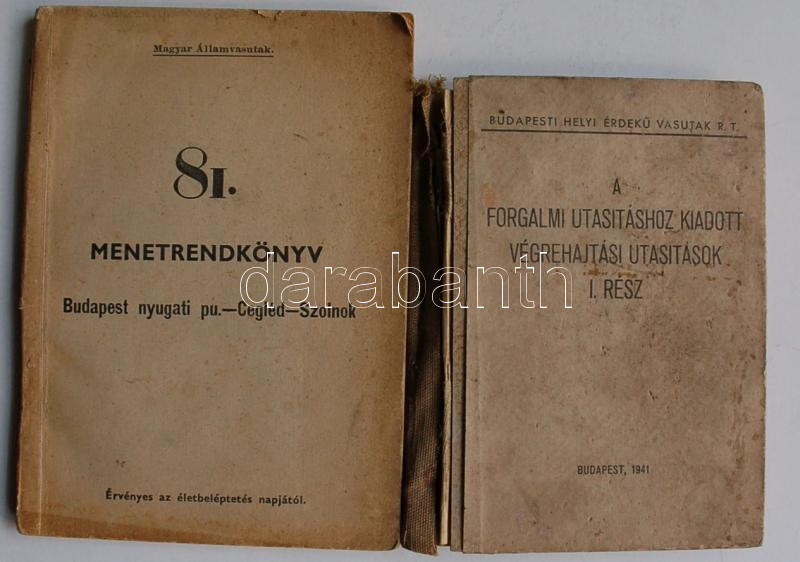 Magyar Államvasutak.
81.
MENETRENDKÖNYV
Budapest nyugati pu.—Cegléd—Szolnok
Érvényes az életbeléptetés napjától.
BUDAPESTI HELYI ÉRDEKŰ VASUTAK R. T.
A
FORGALMI UTASITÁSHOZ KIADOTT
VÉGREHAJTÁSI UTASITÁSOK
I. RESZ
BUDAPEST, 1941
darabanth